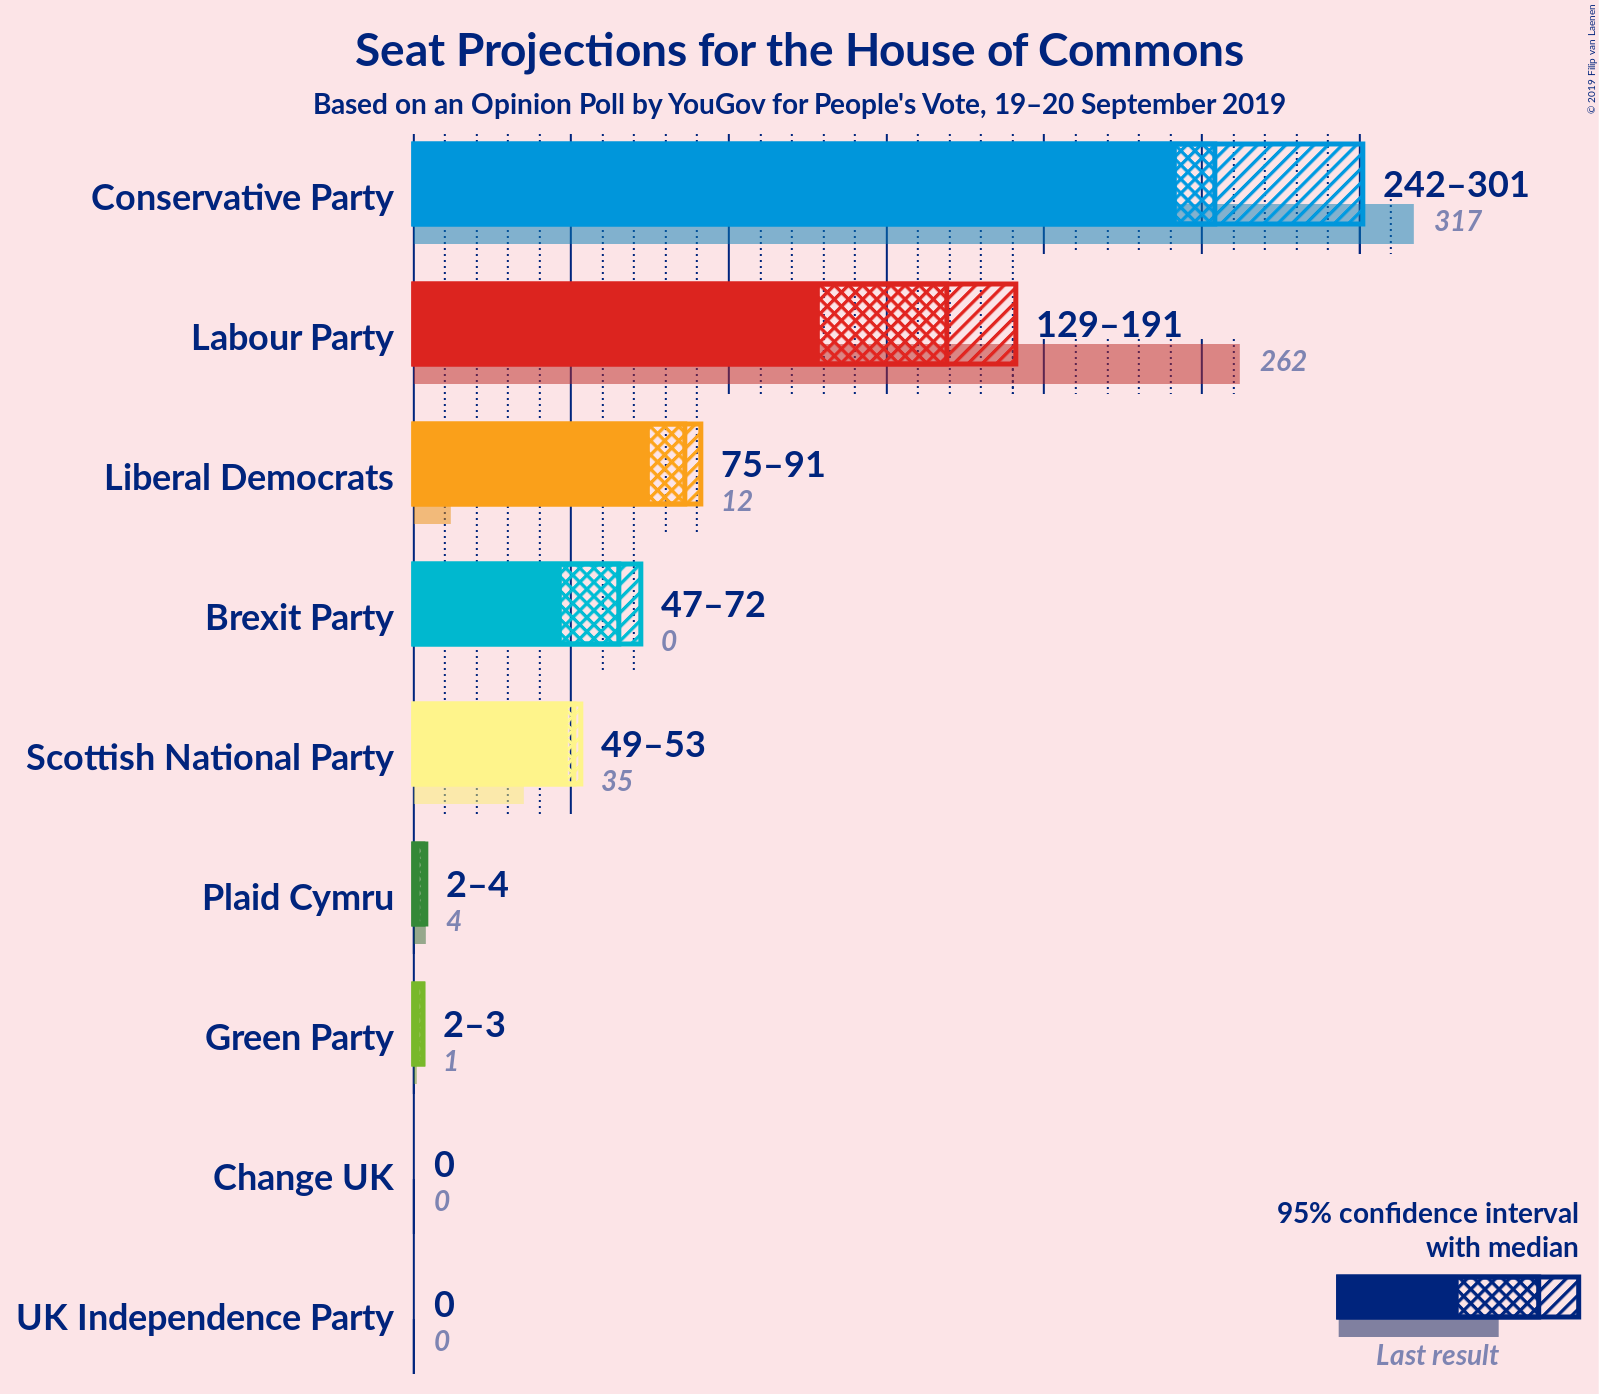 Seat Projections for the House of Commons
Based on an Opinion Poll by YouGov for People's Vote, 19–20 September 2019
© 2019 Filip van Laenen
Conservative Party
242–301
317
Labour Party
129–191
262
Liberal Democrats
75–91
12
Brexit Party
47–72
0
Scottish National Party
49–53
35
Plaid Cymru
2–4
4
Green Party
2–3
1
Change UK
0
0
UK Independence Party
0
0
95% confidence interval
with median
Last result